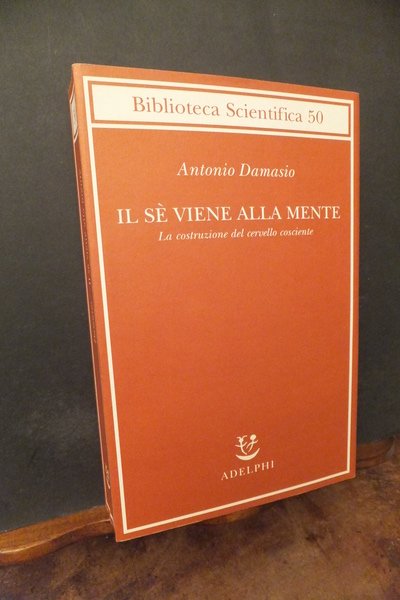 Biblioteca Scientifica 50
Antonio Damasio
IL SÈ VIENE ALLA MENTE
La costruzione del cervello cosciente
ADELPHI